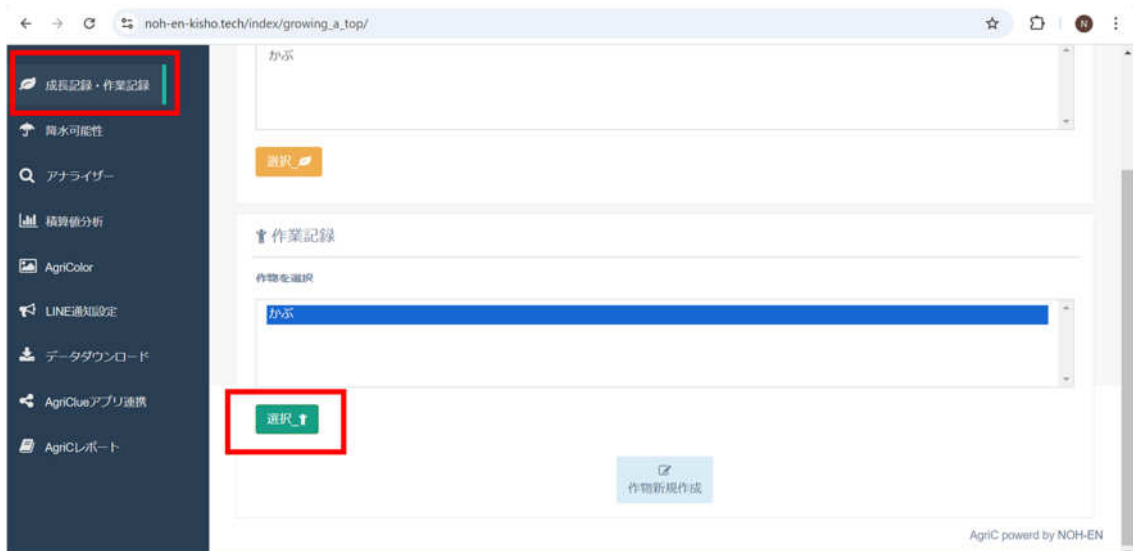 noh-en-kisho.tech/index/growing_a_top/
N
成長記録・作業記録
降水可能性
アナライザー
積算値分析
AgriColor
LINE通知設定
データダウンロード
AgriClueアプリ連携
AgriCレポート
かぶ
選択_
作業記録
作物を選択
かぶ
選択_
作物新規作成
AgriC powerd by NOH-EN